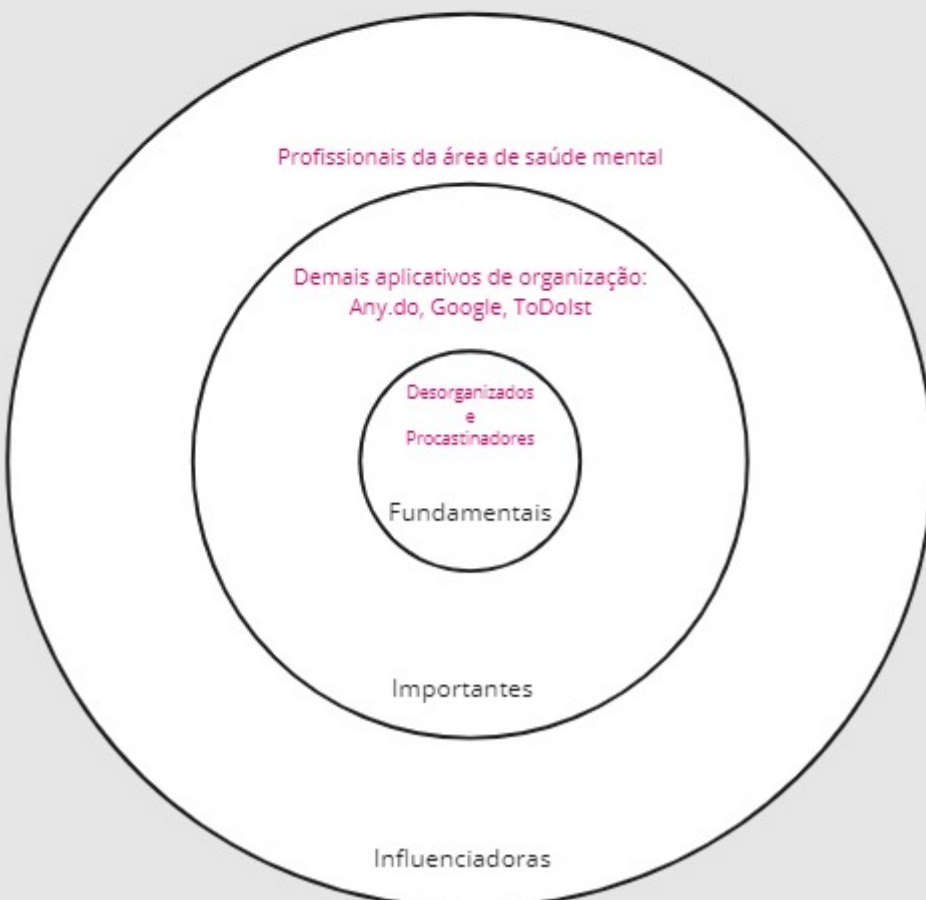 Profissionais da área de saúde mental
Demais aplicativos de organização:
Any.do, Google, ToDoIst
Desorganizados
e
Procastinadores
Fundamentais
Importantes
Influenciadoras